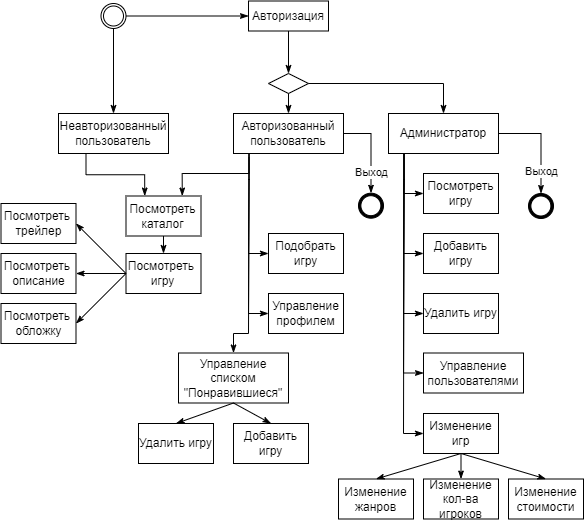 Авторизация
Неавторизованный
пользователь
Авторизованный
пользователь
Администратор
Выход
Выход
Посмотреть
каталог
Посмотреть
игру
Посмотреть
трейлер
Посмотреть
описание
Посмотреть
обложку
Подобрать
игру
Управление
профилем
Управление
списком
"Понравившиеся"
Удалить игру
Добавить
игру
Посмотреть
игру
Добавить
игру
Удалить игру
Управление
пользователями
Изменение
игр
Изменение
жанров
Изменение
кол-ва
игроков
Изменение
стоимости